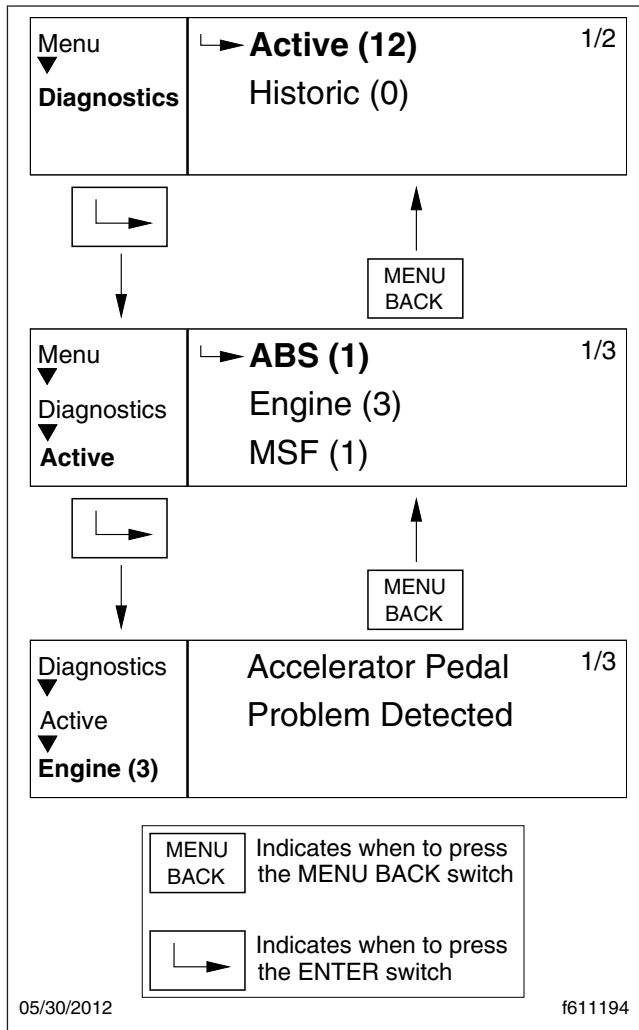 Menu
Diagnostics
Active (12)
Historic (0)
1/2
MENU
BACK
Menu
Diagnostics
Active
ABS (1)
Engine (3)
MSF (1)
1/3
MENU
BACK
Diagnostics
Active
Engine (3)
Accelerator Pedal
Problem Detected
1/3
MENU
BACK
Indicates when to press
the MENU BACK switch
Indicates when to press
the ENTER switch
05/30/2012
f611194